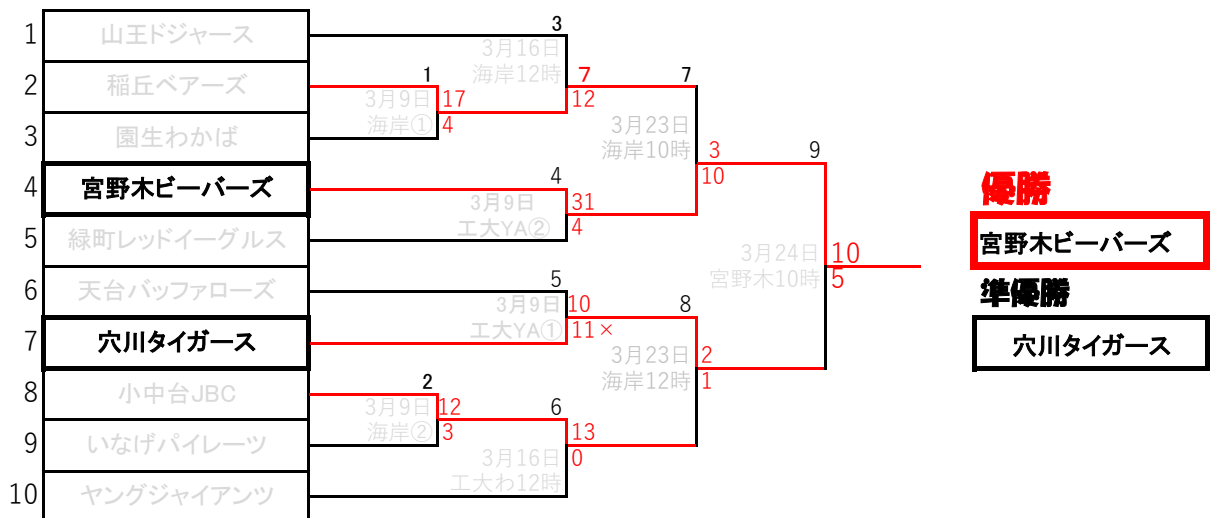 1 山王ドジャース
2 稲丘ベアーズ
3 園生わかば
4 宮野木ビーバーズ
5 緑町レッドイーグルス
6 天台バッファローズ
7 穴川タイガース
8 小中台JBC
9 いなげパイレーツ
10 ヤングジャイアンツ
1
3月9日
海岸①
17
4
2
3月9日
海岸②
12
3
3
3月16日
海岸12時
7
12
4
3月9日
工大YA②
31
4
5
3月9日
工大YA①
10
11×
6
3月16日
工大わ12時
13
0
7
3月23日
海岸10時
3
10
8
3月23日
海岸12時
2
1
9
3月24日
宮野木10時
10
5
優勝
宮野木ビーバーズ
準優勝
穴川タイガース